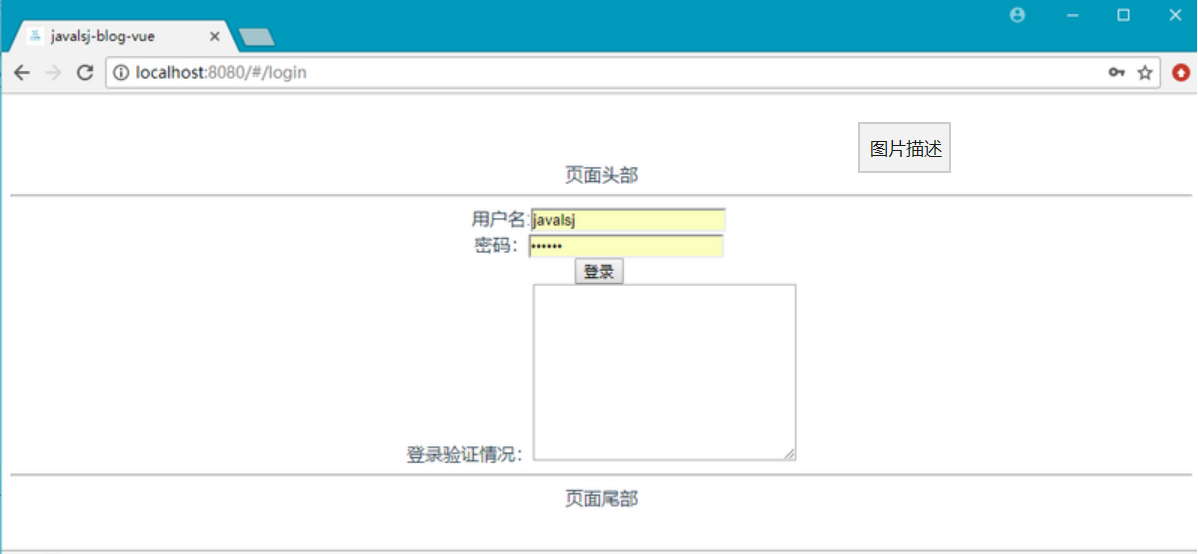 javalsj-blog-vue
localhost:8080/#/login
图片描述
页面头部
用户名:javalsj
密码：••••••
登录
登录验证情况：
页面尾部